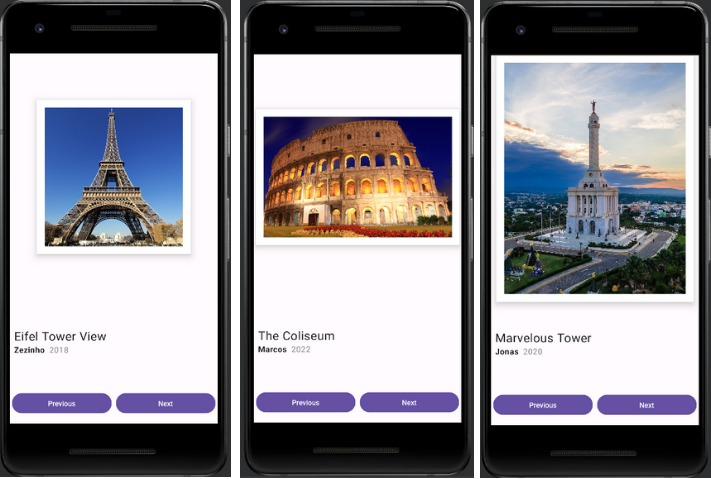 Eifel Tower View
Zezinho 2018
Previous Next
The Coliseum
Marcos 2022
Previous Next
Marvelous Tower
Jonas 2020
Previous Next